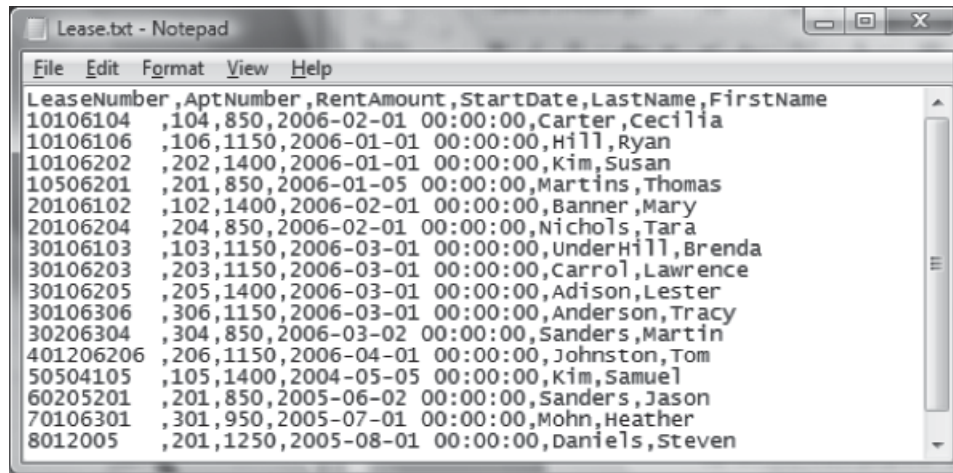 Lease.txt - Notepad
File Edit Format View Help
LeaseNumber,AptNumber,RentAmount,StartDate,LastName,FirstName
10106104  ,104,850,2006-02-01 00:00:00,Carter,Cecilia
10106106  ,106,1150,2006-01-01 00:00:00,Hill,Ryan
10106202  ,202,1400,2006-01-01 00:00:00,Kim,Susan
10506201  ,201,850,2006-01-05 00:00:00,Martins,Thomas
20106102  ,102,1400,2006-02-01 00:00:00,Banner,Mary
20106204  ,204,850,2006-02-01 00:00:00,Nichols,Tara
30106103  ,103,1150,2006-03-01 00:00:00,UnderHill,Brenda
30106203  ,203,1150,2006-03-01 00:00:00,Carrol,Lawrence
30106205  ,205,1400,2006-03-01 00:00:00,Adison,Lester
30106306  ,306,1150,2006-03-01 00:00:00,Anderson,Tracy
30206304  ,304,850,2006-03-02 00:00:00,Sanders,Martin
401206206 ,206,1150,2006-04-01 00:00:00,Johnston,Tom
50504105  ,105,1400,2004-05-05 00:00:00,Kim,Samuel
60205201  ,201,850,2005-06-02 00:00:00,Sanders,Jason
70106301  ,301,950,2005-07-01 00:00:00,Mohn,Heather
8012005   ,201,1250,2005-08-01 00:00:00,Daniels,Steven